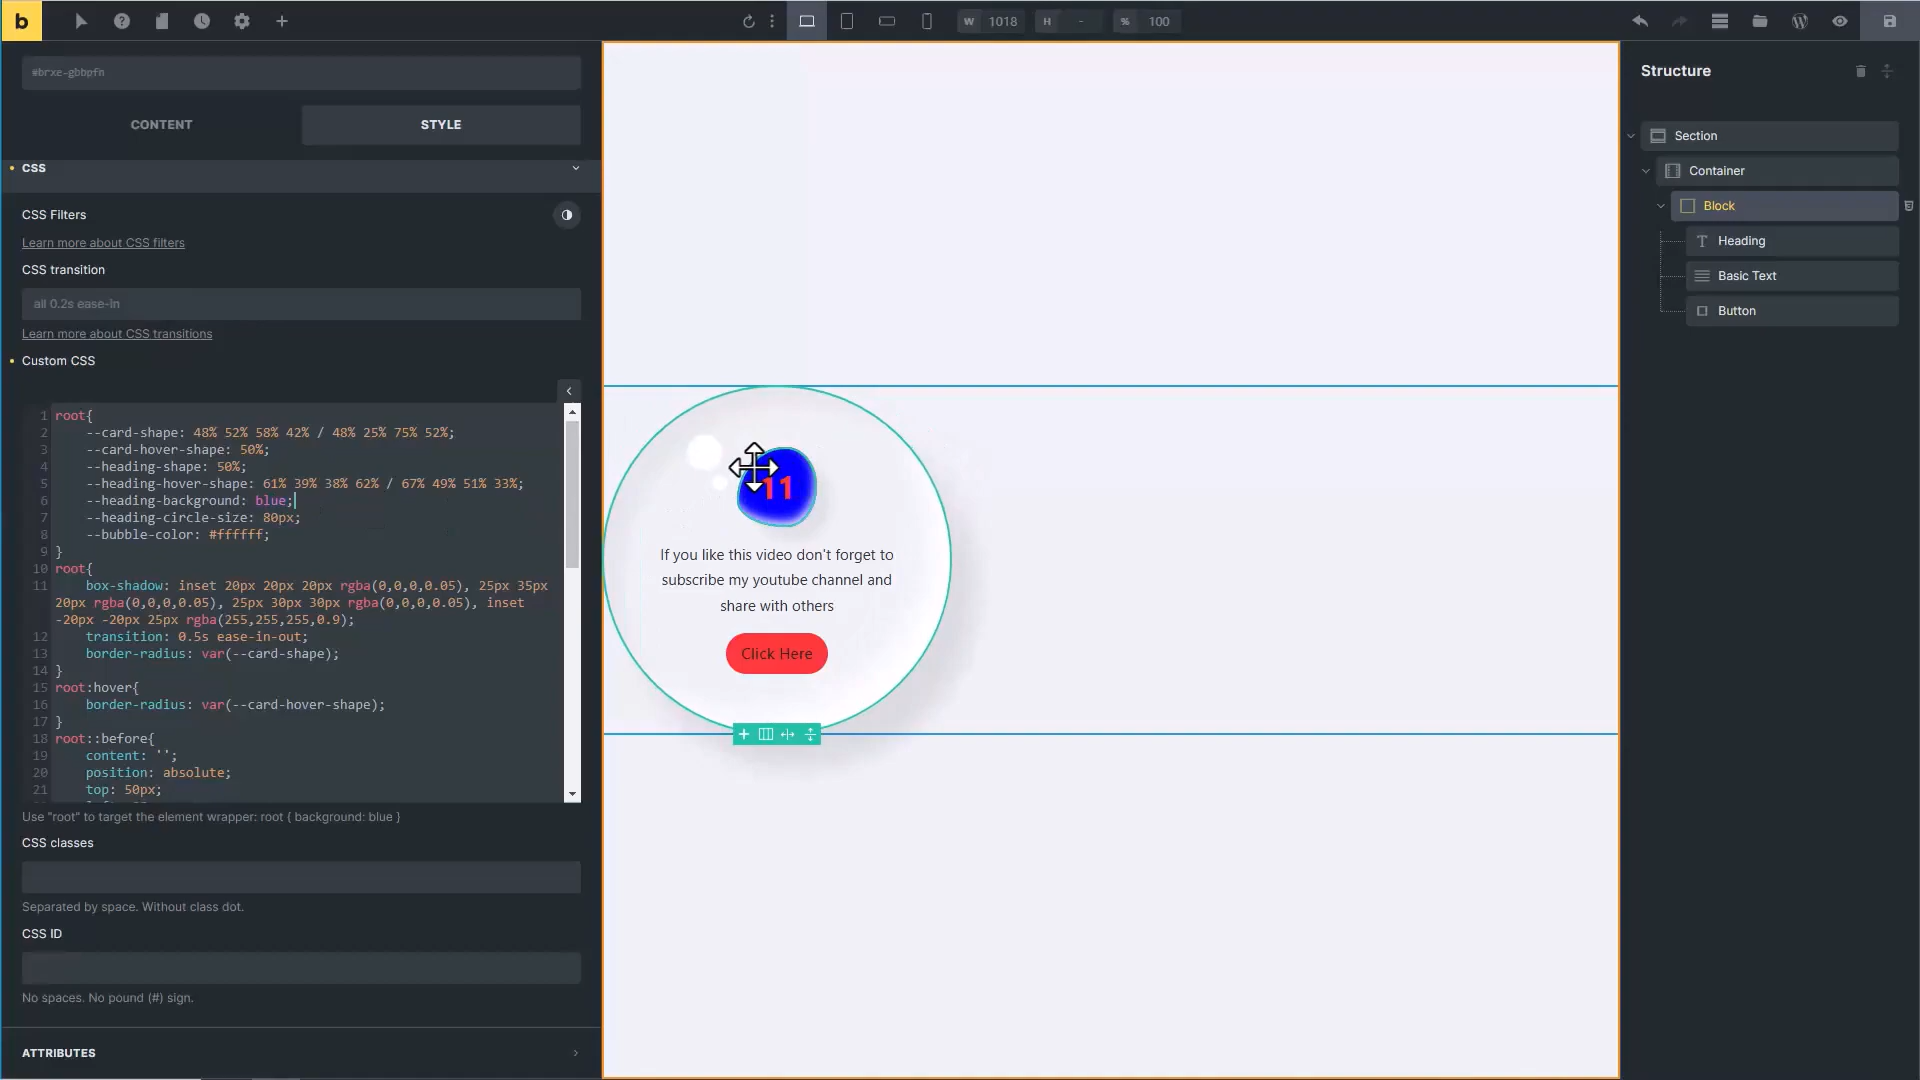 b
W 1018 H - % 100
#brxe-gbbpfn
CONTENT STYLE
CSS
CSS Filters
Learn more about CSS filters
CSS transition
all 0.2s ease-in
Learn more about CSS transitions
Custom CSS
1 root{
2 --card-shape: 48% 52% 58% 42% / 48% 25% 75% 52%;
3 --card-hover-shape: 50%;
4 --heading-shape: 50%;
5 --heading-hover-shape: 61% 39% 38% 62% / 67% 49% 51% 33%;
6 --heading-background: blue;
7 --heading-circle-size: 80px;
8 --bubble-color: #ffffff;
9 }
10 root{
11 box-shadow: inset 20px 20px 20px rgba(0,0,0,0.05), 25px 35px
20px rgba(0,0,0,0.05), 25px 30px 30px rgba(0,0,0,0.05), inset
-20px -20px 25px rgba(255,255,255,0.9);
12 transition: 0.5s ease-in-out;
13 border-radius: var(--card-shape);
14 }
15 root:hover{
16 border-radius: var(--card-hover-shape);
17 }
18 root::before{
19 content: '';
20 position: absolute;
21 top: 50px;
Use "root" to target the element wrapper: root { background: blue }
CSS classes
Separated by space. Without class dot.
CSS ID
No spaces. No pound (#) sign.
ATTRIBUTES
11
If you like this video don't forget to
subscribe my youtube channel and
share with others
Click Here
Structure
Section
Container
Block
Heading
Basic Text
Button